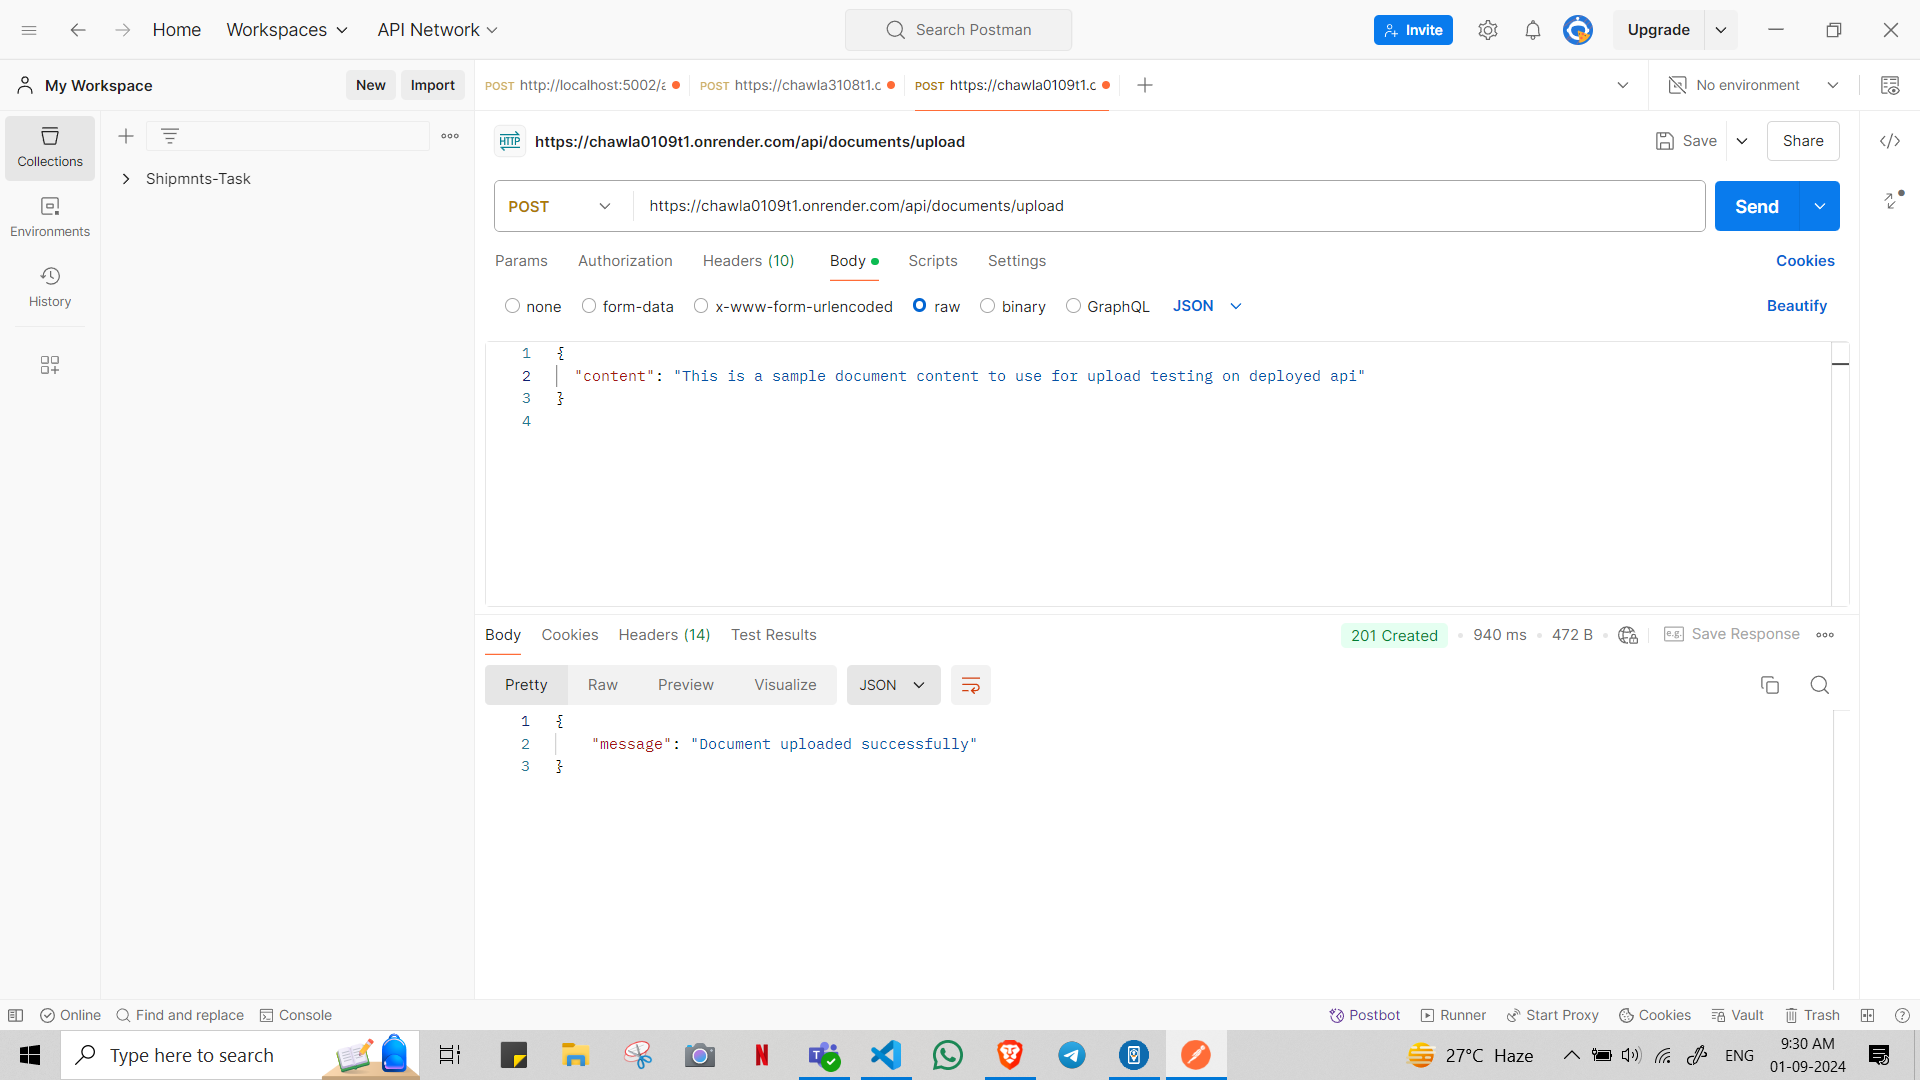 Home Workspaces API Network Search Postman Invite Upgrade
My Workspace New Import POST http://localhost:5002/a POST https://chawla3108t1.c POST https://chawla0109t1.c No environment
HTTP https://chawla0109t1.onrender.com/api/documents/upload Save Share
Collections
Shipmnts-Task
POST https://chawla0109t1.onrender.com/api/documents/upload Send
Environments
Params Authorization Headers (10) Body Scripts Settings Cookies
History
none form-data x-www-form-urlencoded raw binary GraphQL JSON Beautify
1 {
2 "content": "This is a sample document content to use for upload testing on deployed api"
3 }
4
Body Cookies Headers (14) Test Results 201 Created 940 ms 472 B e.g. Save Response
Pretty Raw Preview Visualize JSON
1 {
2 "message": "Document uploaded successfully"
3 }
Online Find and replace Console Postbot Runner Start Proxy Cookies Vault Trash
Type here to search 27°C Haze ENG 9:30 AM
01-09-2024